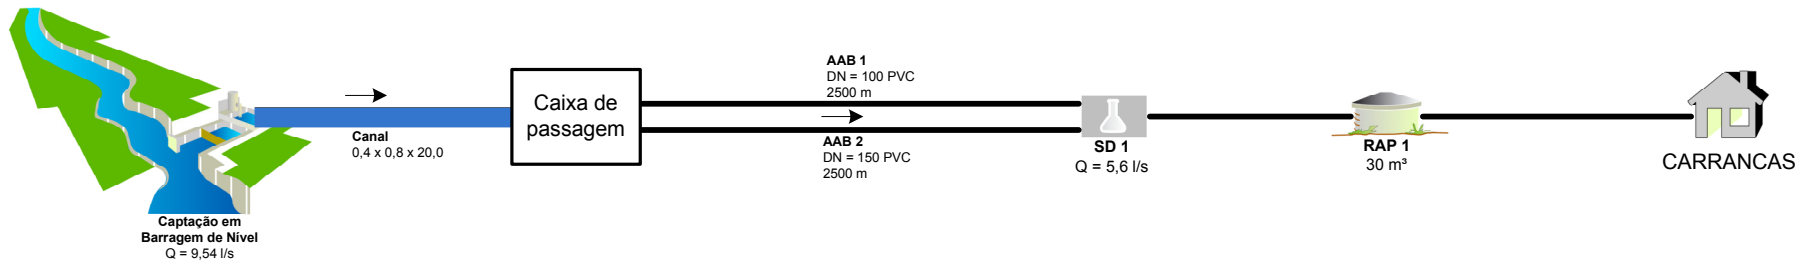 Captação em
Barragem de Nível
Q = 9,54 l/s
Canal
0,4 x 0,8 x 20,0
Caixa de
passagem
AAB 1
DN = 100 PVC
2500 m
AAB 2
DN = 150 PVC
2500 m
SD 1
Q = 5,6 l/s
RAP 1
30 m³
CARRANCAS